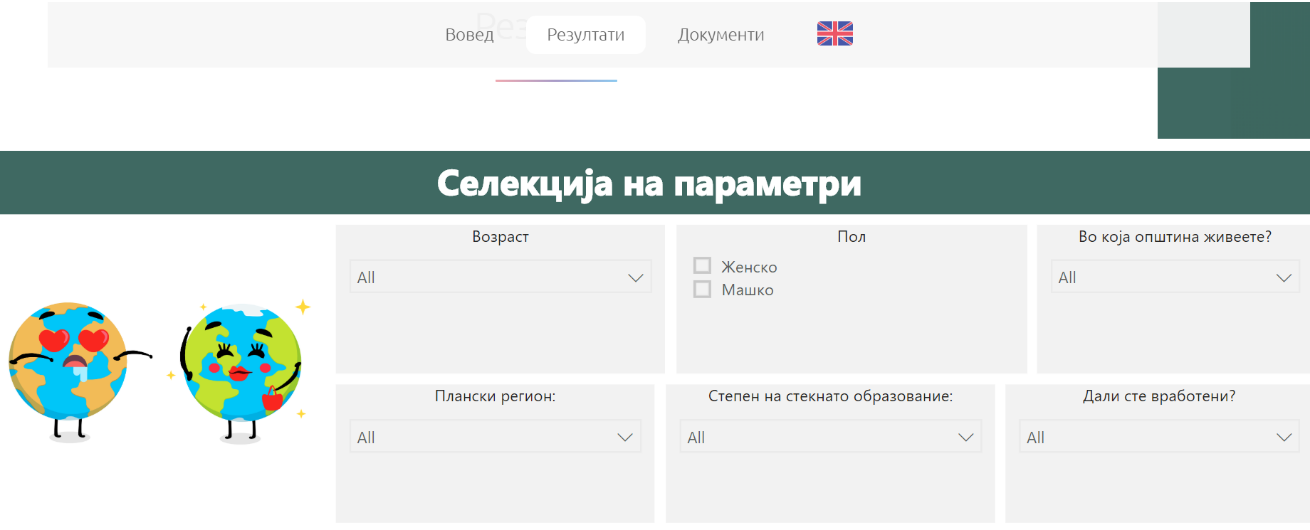 Вовед
Резултати
Документи
Селекција на параметри
Возраст
All
Пол
Женско
Машко
Во која општина живеете?
All
Плански регион:
All
Степен на стекнато образование:
All
Дали сте вработени?
All